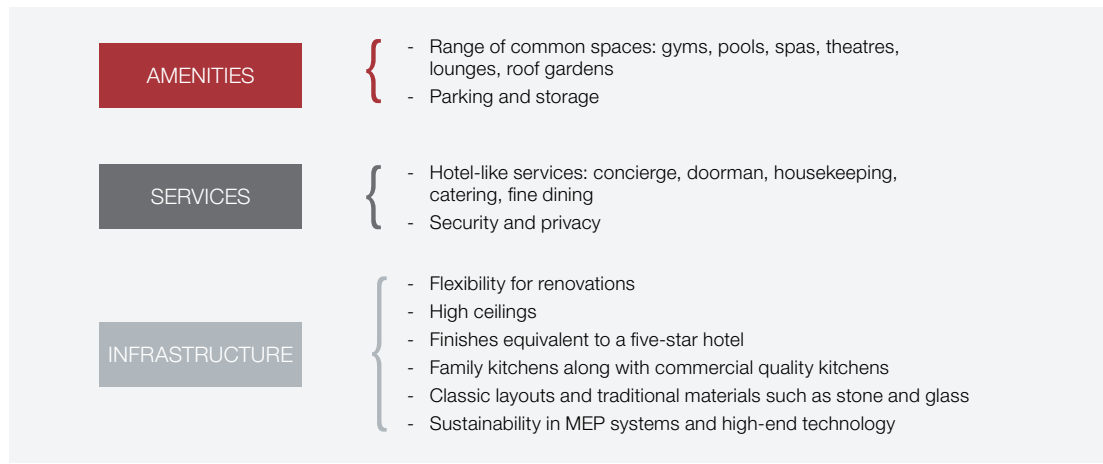 AMENITIES
- Range of common spaces: gyms, pools, spas, theatres,
lounges, roof gardens
- Parking and storage
SERVICES
- Hotel-like services: concierge, doorman, housekeeping,
catering, fine dining
- Security and privacy
INFRASTRUCTURE
- Flexibility for renovations
- High ceilings
- Finishes equivalent to a five-star hotel
- Family kitchens along with commercial quality kitchens
- Classic layouts and traditional materials such as stone and glass
- Sustainability in MEP systems and high-end technology